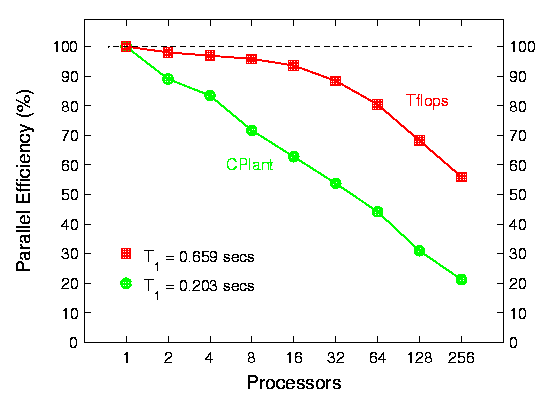 100 100
90 90
80 Tflops 80
70 70
60 CPlant 60
50 50
40 40
30 30
T1 = 0.659 secs
20 T1 = 0.203 secs 20
10 10
0 0
1 2 4 8 16 32 64 128 256
Processors
Parallel Efficiency (%)